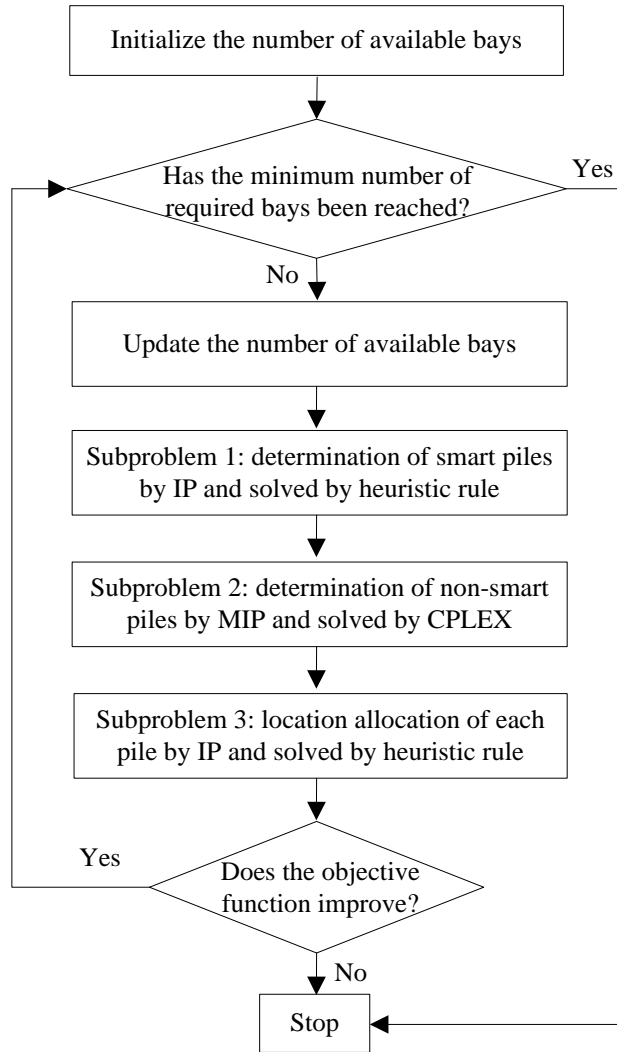 Initialize the number of available bays
Has the minimum number of
required bays been reached?
Yes
No
Update the number of available bays
Subproblem 1: determination of smart piles
by IP and solved by heuristic rule
Subproblem 2: determination of non-smart
piles by MIP and solved by CPLEX
Subproblem 3: location allocation of each
pile by IP and solved by heuristic rule
Yes
Does the objective
function improve?
No
Stop